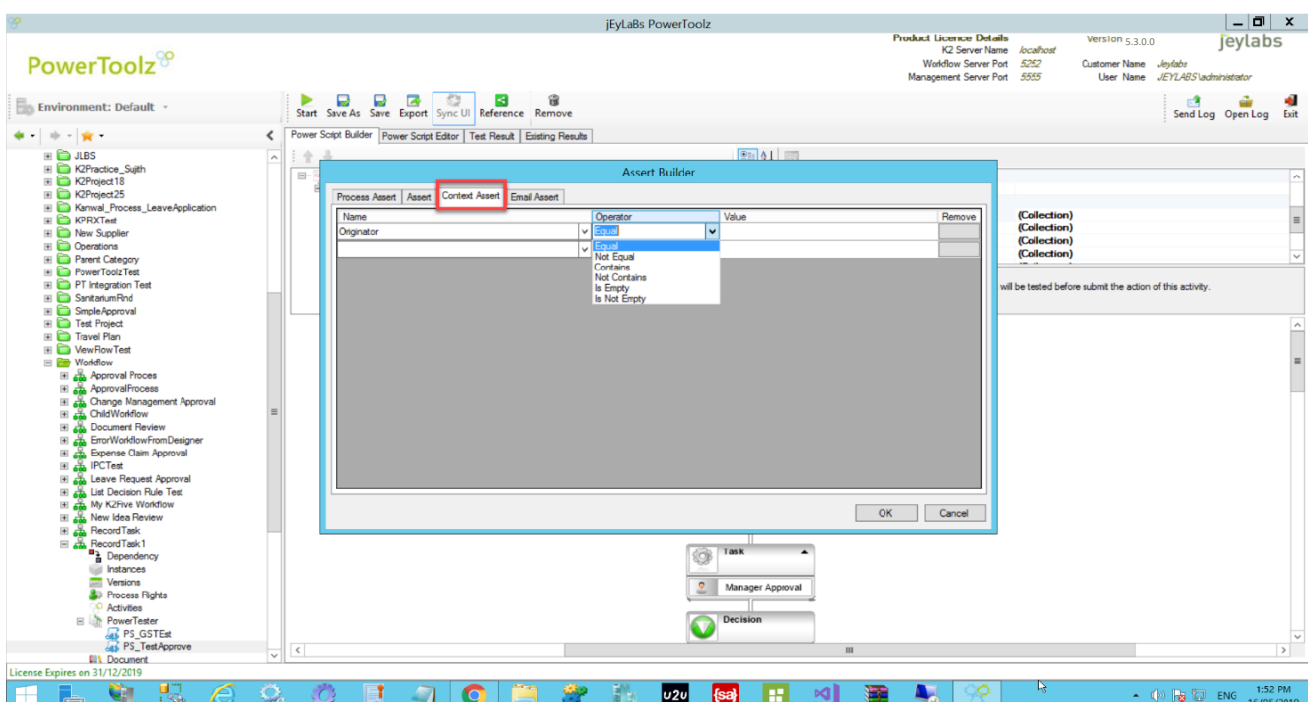 jEyLaBs PowerToolz
PowerToolz
Product Licence Details
K2 Server Name localhost
Workflow Server Port 5252
Management Server Port 5555
Version 5.3.0.0
Customer Name Jeylabs
User Name JEYLABS\administrator
jeylabs
Environment: Default
Start Save As Save Export Sync UI Reference Remove
Send Log Open Log Exit
Power Script Builder Power Script Editor Test Result Existing Results
JLBS
K2Practice_Sujith
K2Project18
K2Project25
Kanwal_Process_LeaveApplication
KPRXTest
New Supplier
Operations
Parent Category
PowerToolzTest
PT Integration Test
SanitariumRnd
SimpleApproval
Test Project
Travel Plan
ViewFlowTest
Workflow
Approval Proces
ApprovalProcess
Change Management Approval
ChildWorkflow
Document Review
ErrorWorkflowFromDesigner
Expense Claim Approval
IPCTest
Leave Request Approval
List Decision Rule Test
My K2Five Workflow
New Idea Review
RecordTask
RecordTask1
Dependency
Instances
Versions
Process Rights
Activities
PowerTester
PS_GSTEst
PS_TestApprove
Document
Assert Builder
Process Assert Assert Context Assert Email Assert
Name Operator Value Remove
Originator Equal
Equal
Not Equal
Contains
Not Contains
Is Empty
Is Not Empty
OK Cancel
(Collection)
(Collection)
(Collection)
(Collection)
will be tested before submit the action of this activity.
Task
Manager Approval
Decision
License Expires on 31/12/2019
u2u {sa}
ENG 1:52 PM